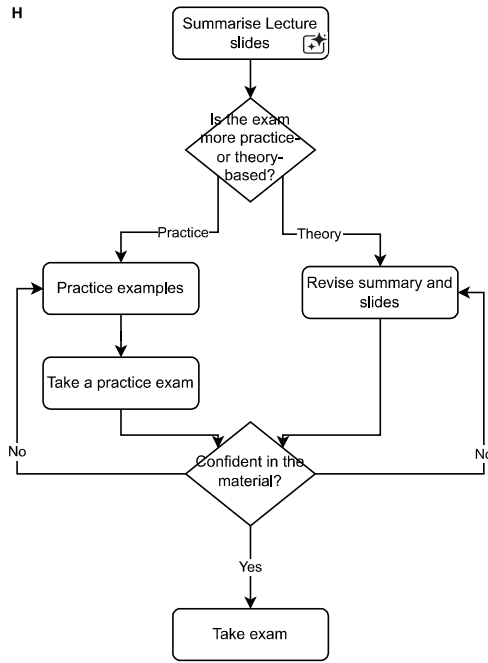 H
Summarise Lecture
slides
Is the exam
more practice-
or theory-
based?
Practice
Theory
Practice examples
Revise summary and
slides
Take a practice exam
No
No
Confident in the
material?
Yes
Take exam